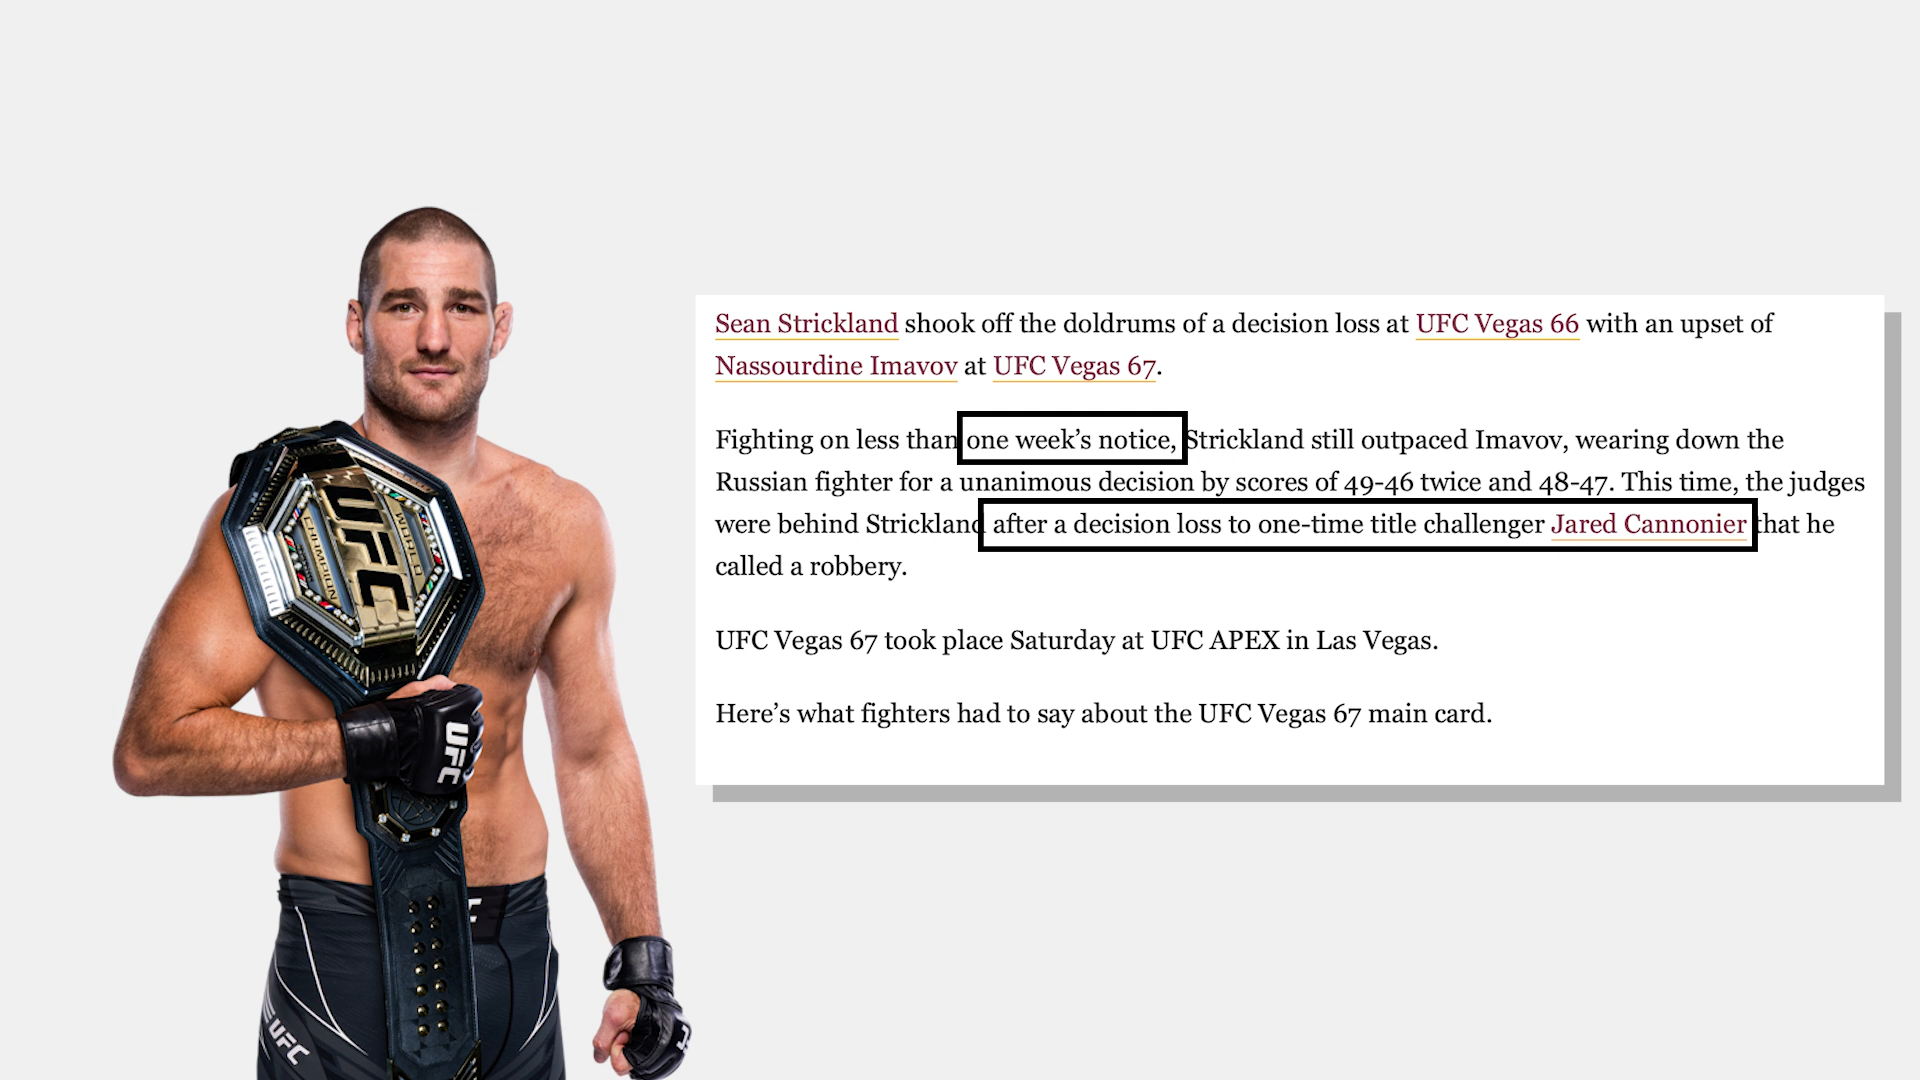 Sean Strickland shook off the doldrums of a decision loss at UFC Vegas 66 with an upset of
Nassourdine Imavov at UFC Vegas 67.
Fighting on less than one week’s notice, Strickland still outpaced Imavov, wearing down the
Russian fighter for a unanimous decision by scores of 49-46 twice and 48-47. This time, the judges
were behind Strickland after a decision loss to one-time title challenger Jared Cannonier that he
called a robbery.
UFC Vegas 67 took place Saturday at UFC APEX in Las Vegas.
Here’s what fighters had to say about the UFC Vegas 67 main card.
WORLD
UFC
CHAMPION
UFC
UFC